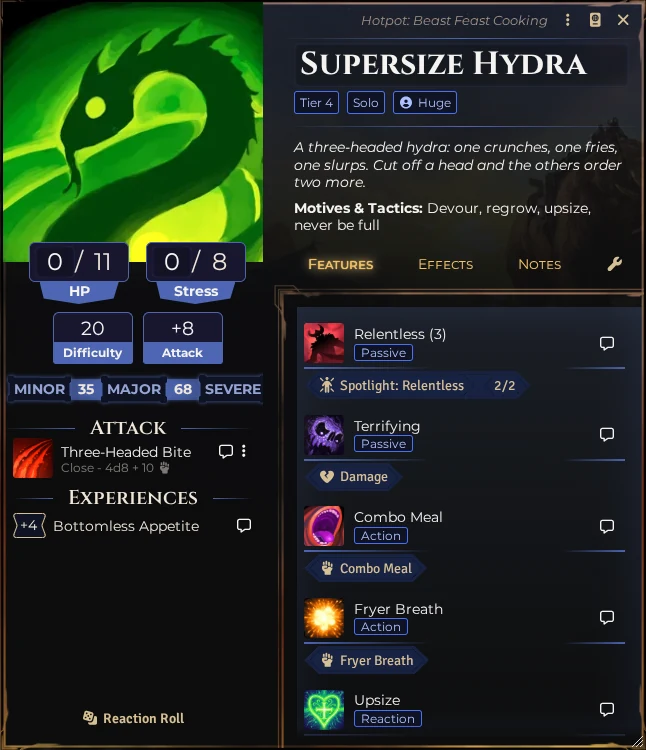 Hotpot: Beast Feast Cooking
Supersize Hydra
Tier 4
Solo
Huge
A three-headed hydra: one crunches, one fries,
one slurps. Cut off a head and the others order
two more.
Motives & Tactics: Devour, regrow, upsize,
never be full
0 / 11
HP
0 / 8
Stress
20
Difficulty
+8
Attack
MINOR 35 MAJOR 68 SEVERE
Attack
Three-Headed Bite
Close - 4d8 + 10
Experiences
+4 Bottomless Appetite
Reaction Roll
Features
Effects
Notes
Relentless (3)
Passive
Spotlight: Relentless 2/2
Terrifying
Passive
Damage
Combo Meal
Action
Combo Meal
Fryer Breath
Action
Fryer Breath
Upsize
Reaction